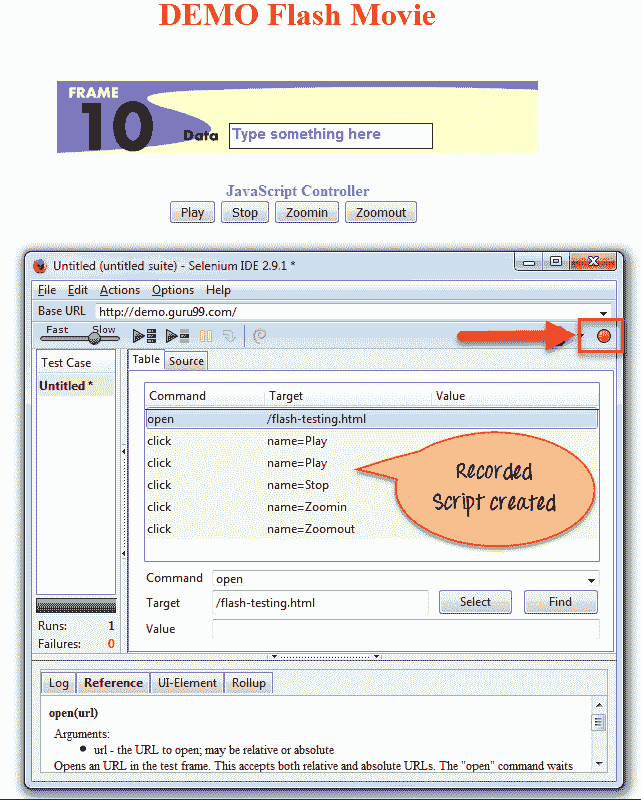 DEMO Flash Movie
FRAME
10
Data
Type something here
JavaScript Controller
Play Stop Zoomin Zoomout
Untitled (untitled suite) - Selenium IDE 2.9.1 *
File Edit Actions Options Help
Base URL http://demo.guru99.com/
Fast Slow
Test Case
Untitled *
Table Source
Command Target Value
open /flash-testing.html
click name=Play
click name=Play
click name=Stop
click name=Zoomin
click name=Zoomout
Recorded
Script created
Command open
Target /flash-testing.html Select Find
Value
Runs: 1
Failures: 0
Log Reference UI-Element Rollup
open(url)
Arguments:
url - the URL to open; may be relative or absolute
Opens an URL in the test frame. This accepts both relative and absolute URLs. The "open" command waits